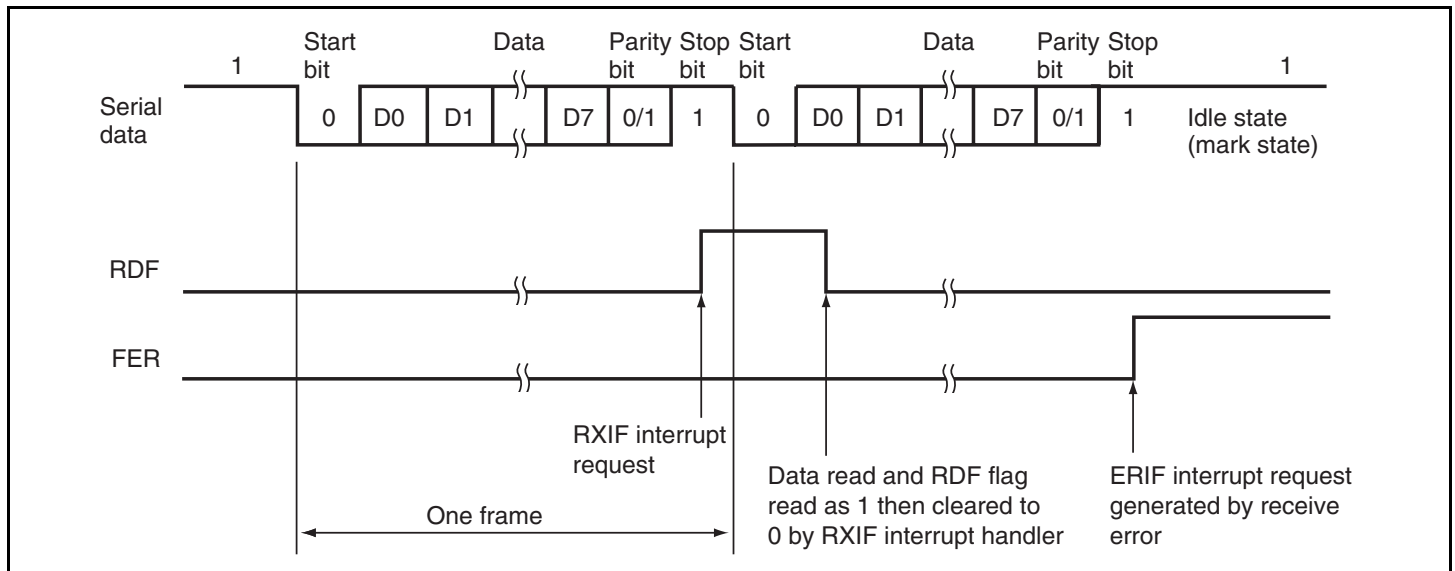 Start bit Data Parity bit Stop bit Start bit Data Parity bit Stop bit
1 1
Serial data 0 D0 D1 D7 0/1 1 0 D0 D1 D7 0/1 1 Idle state (mark state)
RDF
FER
RXIF interrupt
request
Data read and RDF flag
read as 1 then cleared to
0 by RXIF interrupt handler
ERIF interrupt request
generated by receive
error
One frame